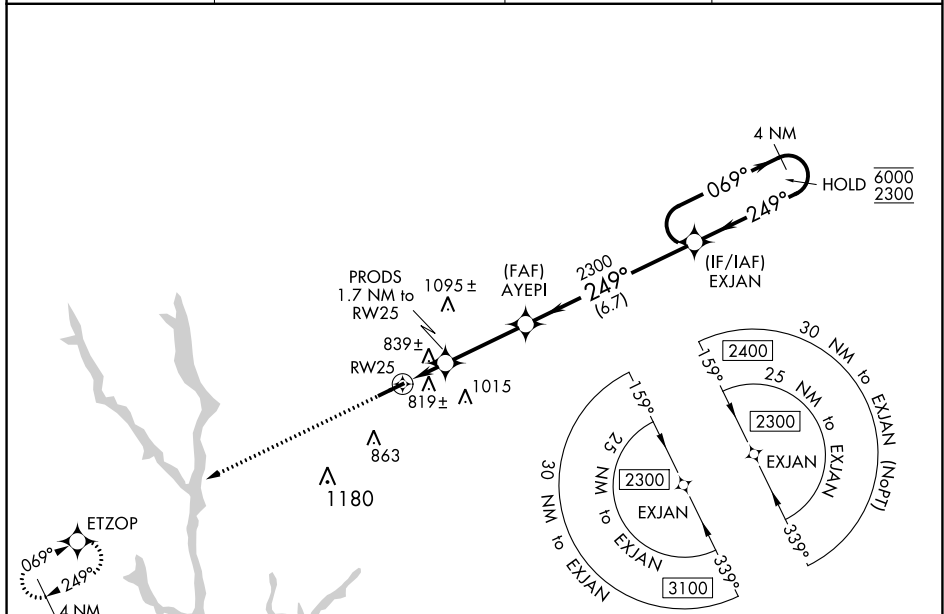 4 NM
069°
HOLD 6000
2300
249°
(IF/IAF)
EXJAN
2300
249°
(6.7)
(FAF)
AYEPI
PRODS
1.7 NM to
RW25
1095 ±
839 ±
RW25
819 ±
1015
863
1180
ETZOP
069°
249°
4 NM
30 NM to EXJAN (NoPT)
2400
159°
25 NM to EXJAN
2300
EXJAN
339°
159°
25 NM to EXJAN
2300
EXJAN
30 NM to EXJAN
339°
3100